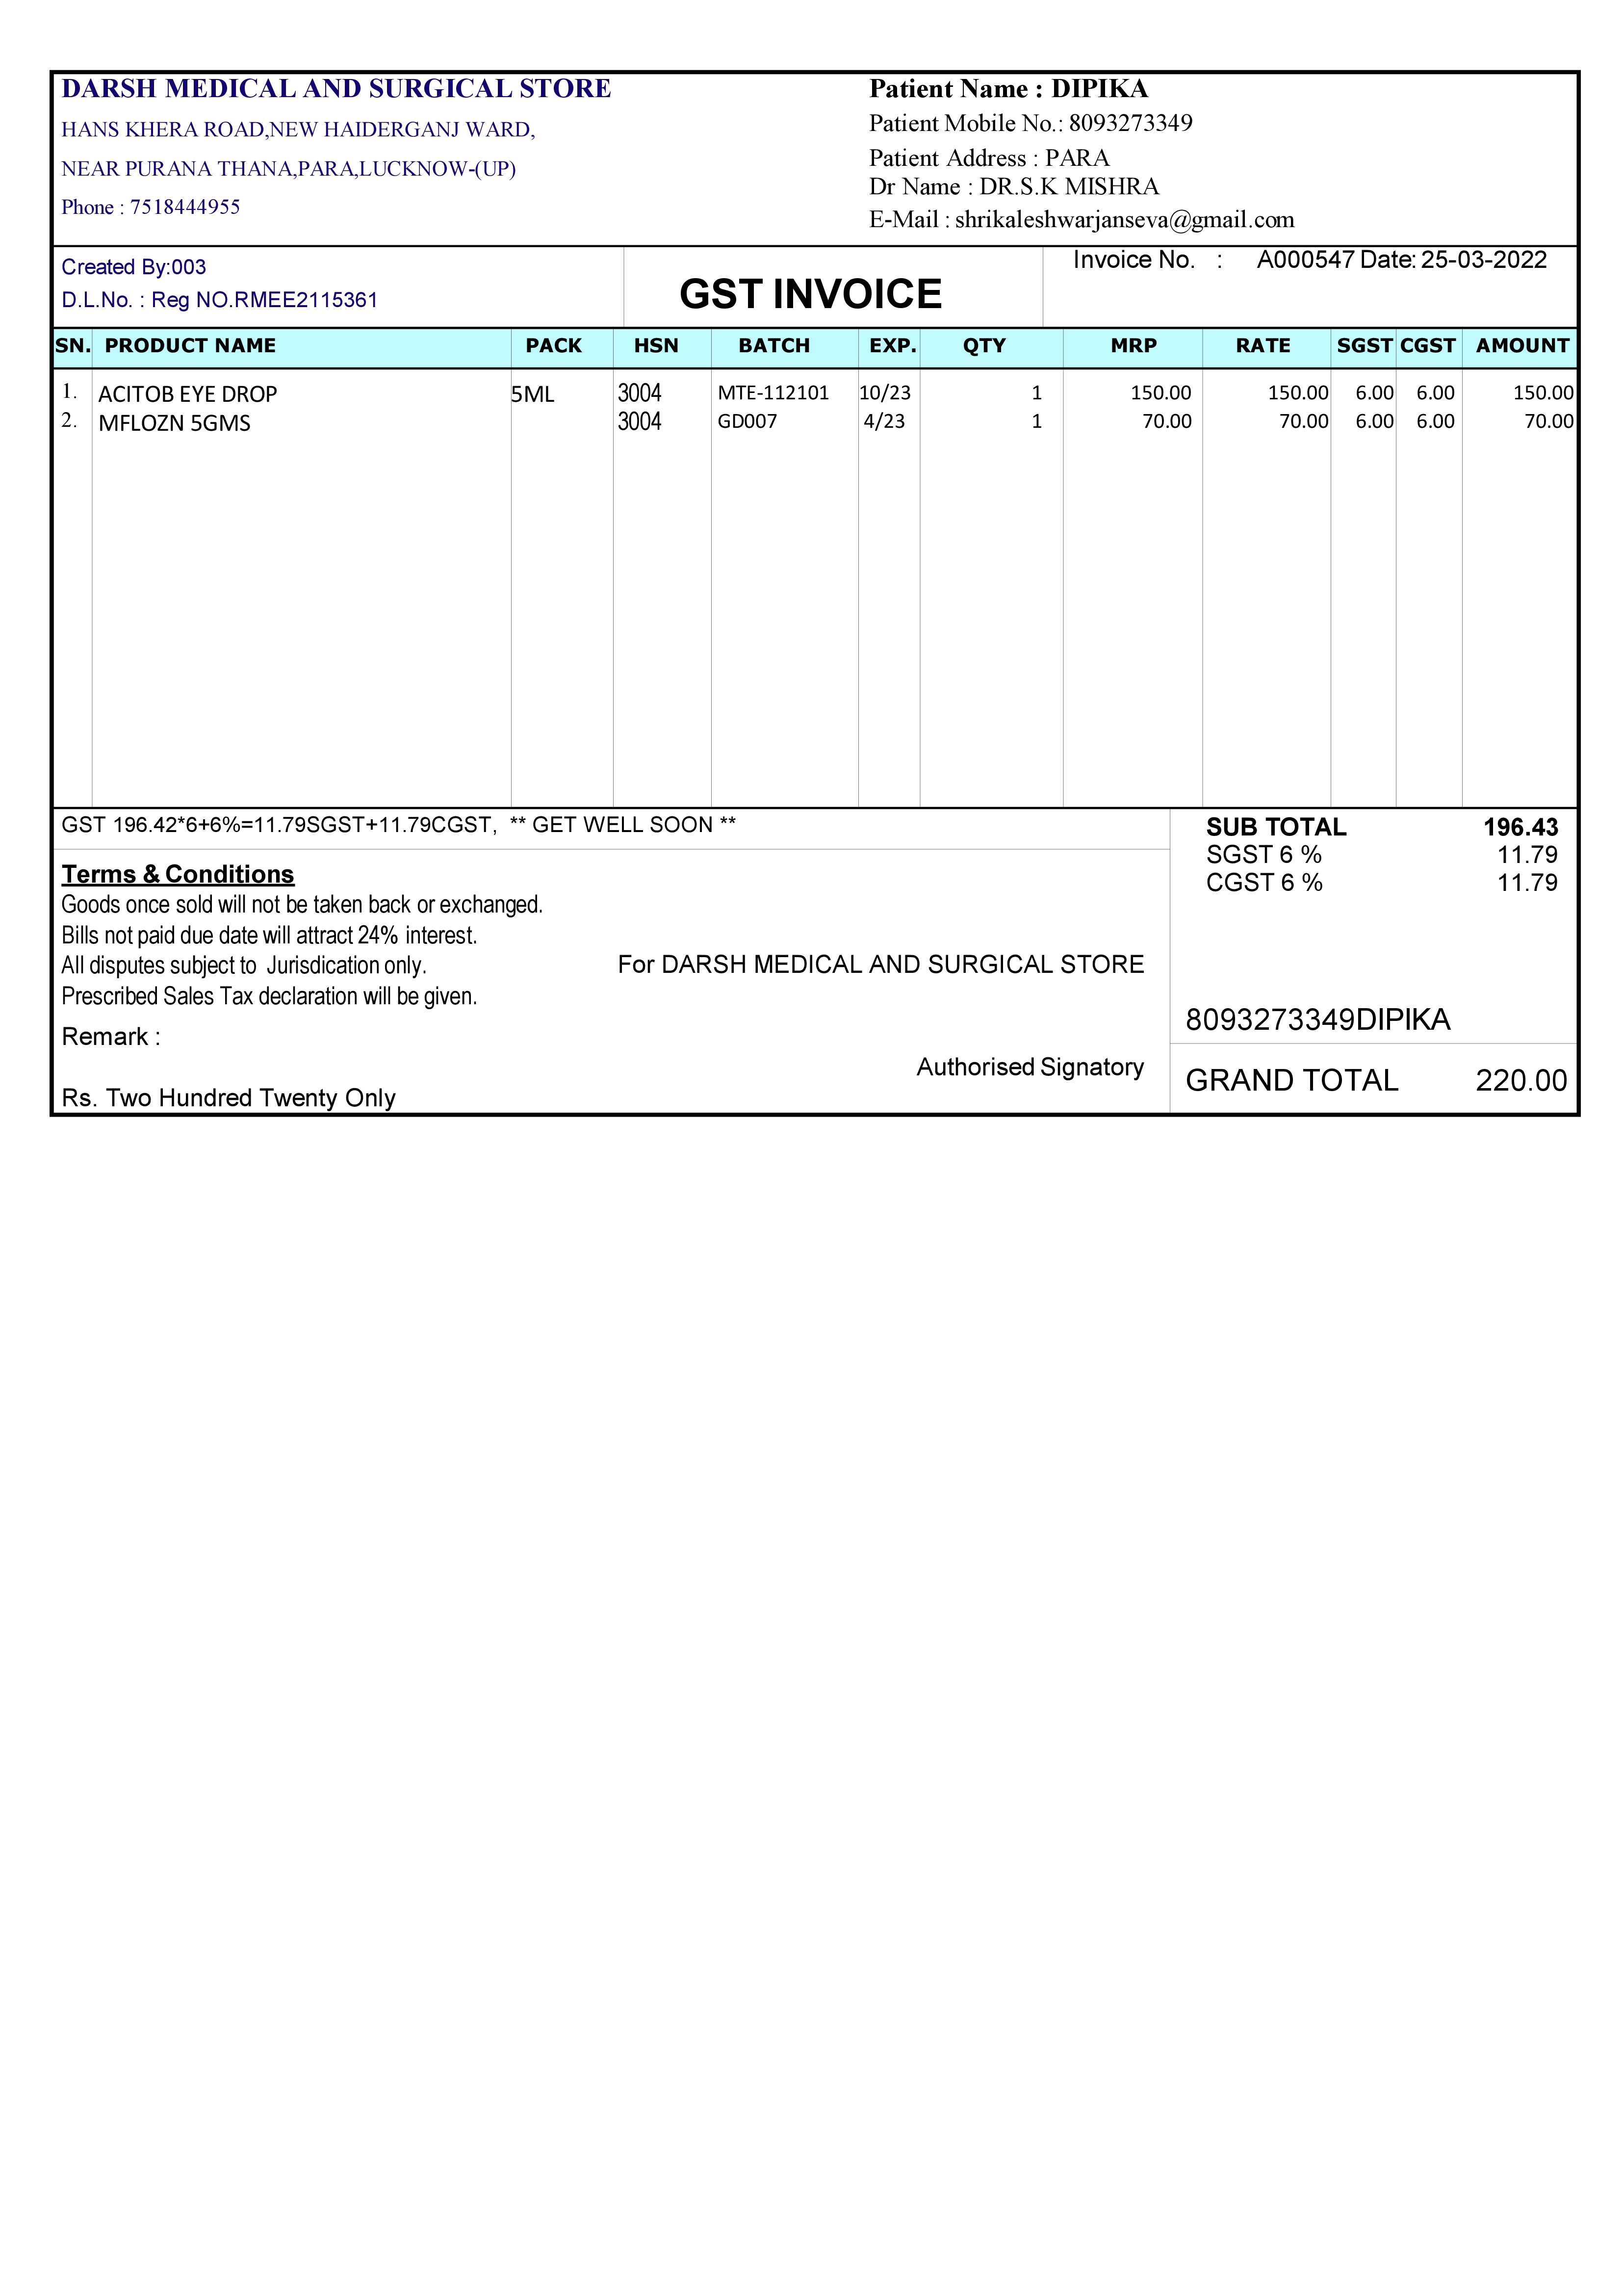 DARSH MEDICAL AND SURGICAL STORE
HANS KHERA ROAD,NEW HAIDERGANJ WARD,
NEAR PURANA THANA,PARA,LUCKNOW-(UP)
Phone : 7518444955
Patient Name : DIPIKA
Patient Mobile No.: 8093273349
Patient Address : PARA
Dr Name : DR.S.K MISHRA
E-Mail : shrikaleshwarjanseva@gmail.com
Created By:003
D.L.No. : Reg NO.RMEE2115361
GST INVOICE
Invoice No. : A000547 Date: 25-03-2022
SN. PRODUCT NAME PACK HSN BATCH EXP. QTY MRP RATE SGST CGST AMOUNT
1. ACITOB EYE DROP 5ML 3004 MTE-112101 10/23 1 150.00 150.00 6.00 6.00 150.00
2. MFLOZN 5GMS 3004 GD007 4/23 1 70.00 70.00 6.00 6.00 70.00
GST 196.42*6+6%=11.79SGST+11.79CGST, ** GET WELL SOON **
Terms & Conditions
Goods once sold will not be taken back or exchanged.
Bills not paid due date will attract 24% interest.
All disputes subject to Jurisdication only.
Prescribed Sales Tax declaration will be given.
Remark :
Rs. Two Hundred Twenty Only
For DARSH MEDICAL AND SURGICAL STORE
Authorised Signatory
SUB TOTAL 196.43
SGST 6 % 11.79
CGST 6 % 11.79
8093273349DIPIKA
GRAND TOTAL 220.00